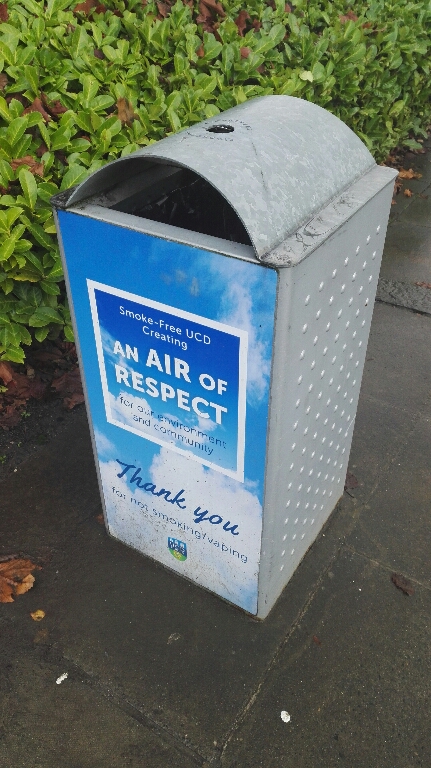 Smoke-Free UCD
Creating
AN AIR OF
RESPECT
for our environment
and community
Thank you
for not smoking/vaping